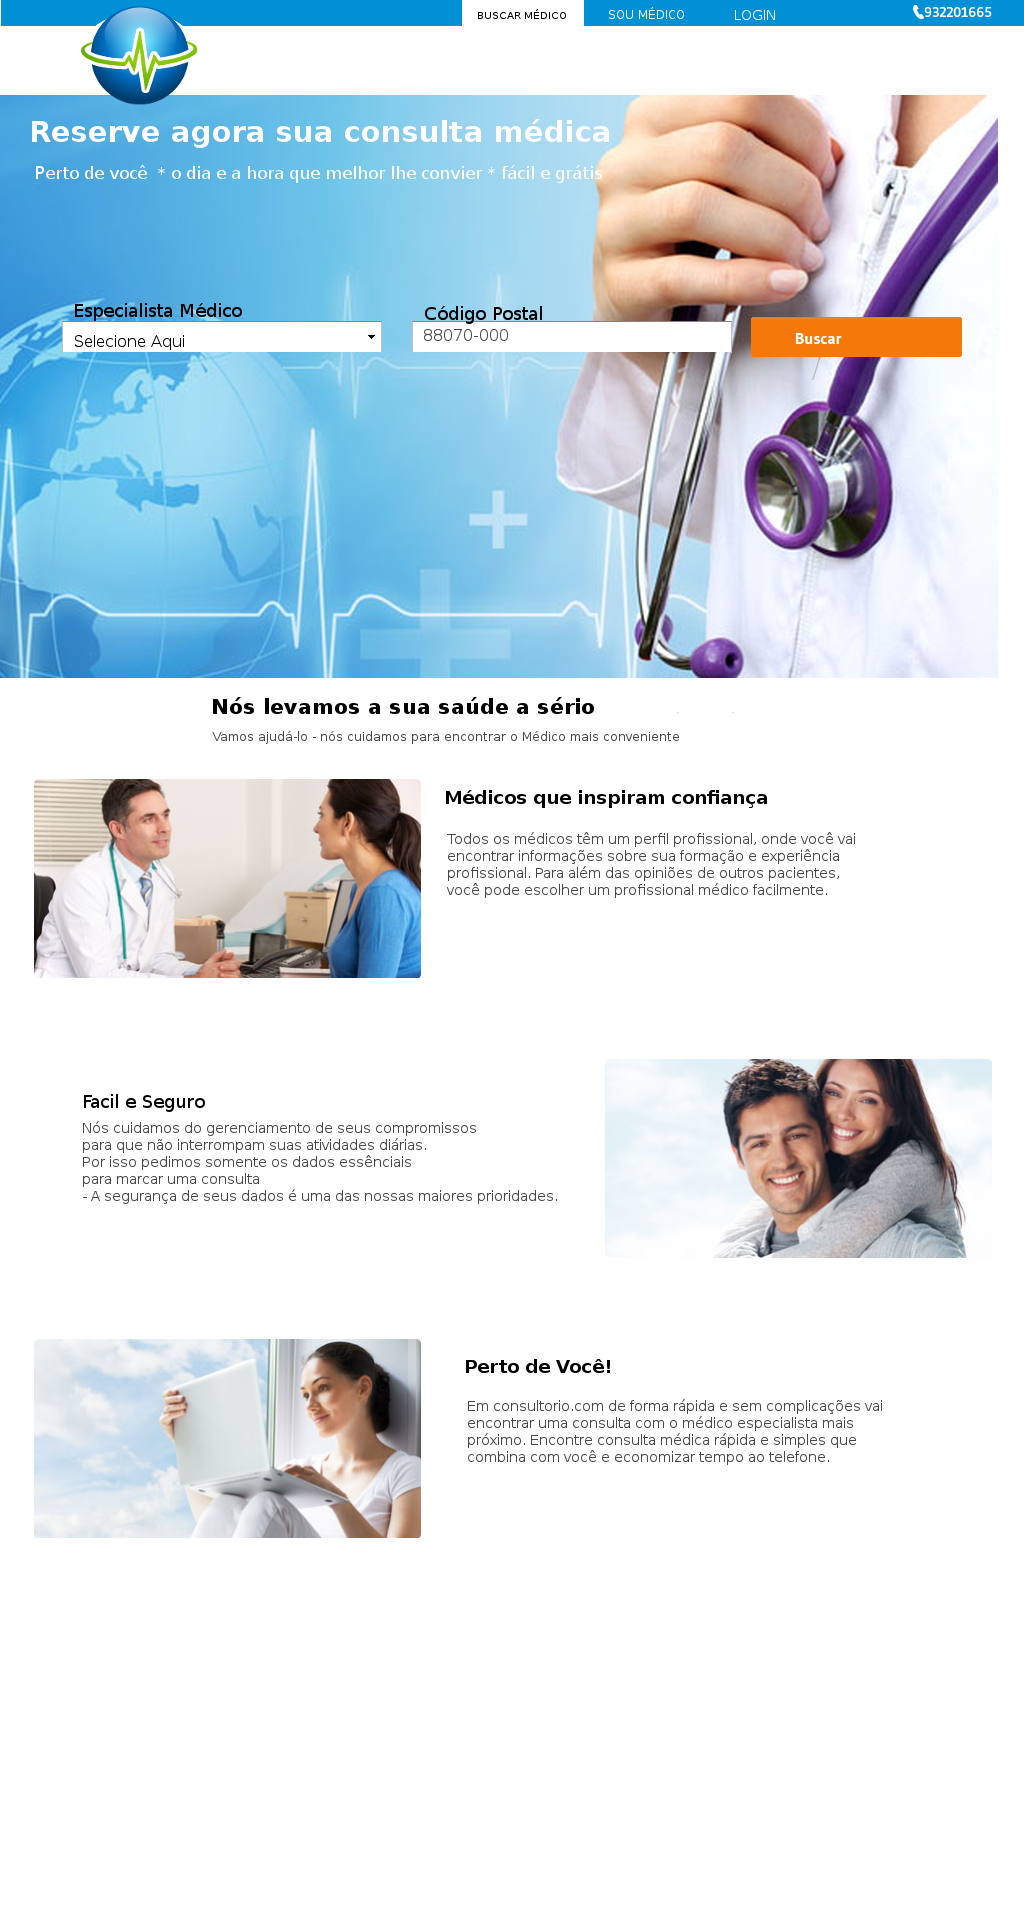 BUSCAR MÉDICO
SOU MÉDICO
LOGIN
932201665
Reserve agora sua consulta médica
Perto de você * o dia e a hora que melhor lhe convier * fácil e grátis
Especialista Médico
Código Postal
Selecione Aqui
88070-000
Buscar
Nós levamos a sua saúde a sério
Vamos ajudá-lo - nós cuidamos para encontrar o Médico mais conveniente
Médicos que inspiram confiança
Todos os médicos têm um perfil profissional, onde você vai
encontrar informações sobre sua formação e experiência
profissional. Para além das opiniões de outros pacientes,
você pode escolher um profissional médico facilmente.
Facil e Seguro
Nós cuidamos do gerenciamento de seus compromissos
para que não interrompam suas atividades diárias.
Por isso pedimos somente os dados essênciais
para marcar uma consulta
- A segurança de seus dados é uma das nossas maiores prioridades.
Perto de Você!
Em consultorio.com de forma rápida e sem complicações vai
encontrar uma consulta com o médico especialista mais
próximo. Encontre consulta médica rápida e simples que
combina com você e economizar tempo ao telefone.